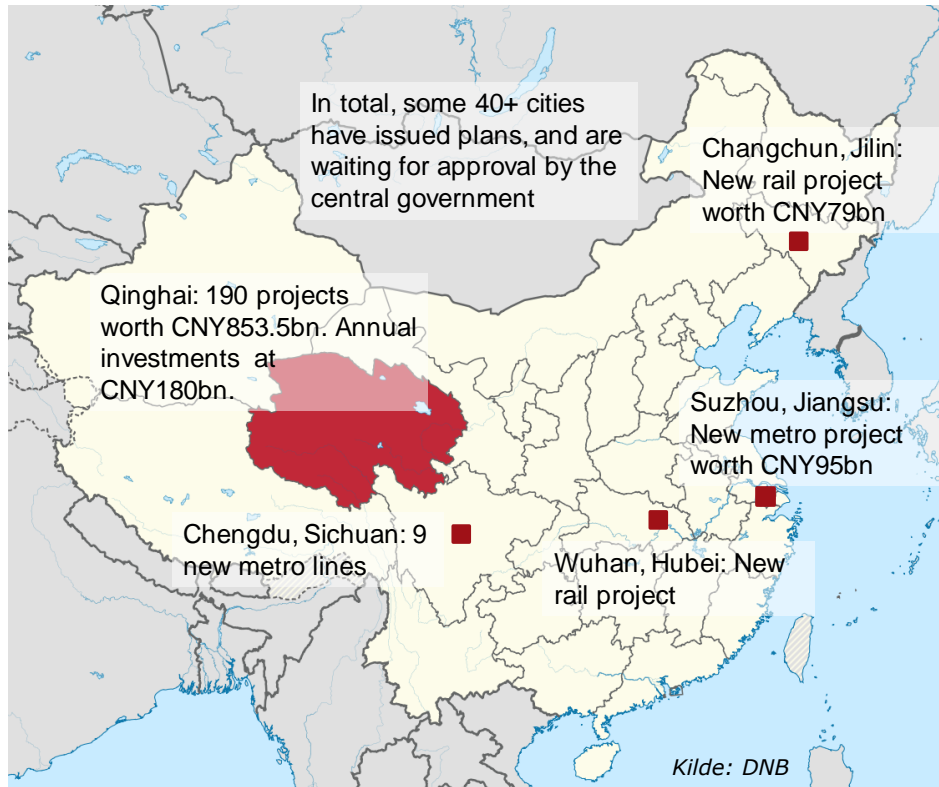 In total, some 40+ cities
have issued plans, and are
waiting for approval by the
central government
Changchun, Jilin:
New rail project
worth CNY79bn
Qinghai: 190 projects
worth CNY853.5bn. Annual
investments at
CNY180bn.
Suzhou, Jiangsu:
New metro project
worth CNY95bn
Chengdu, Sichuan: 9
new metro lines
Wuhan, Hubei: New
rail project
Kilde: DNB